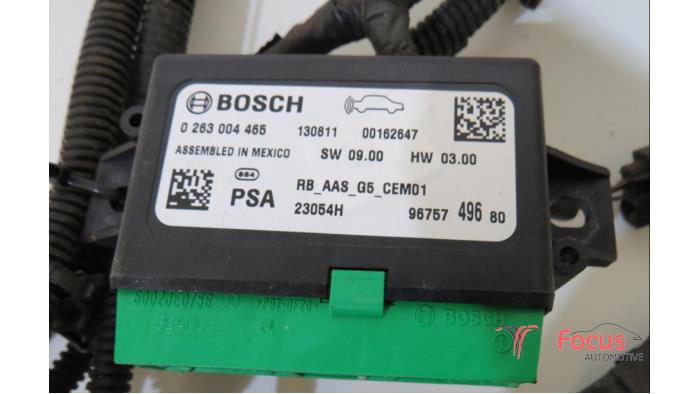 BOSCH
0 263 004 465 130811 00162647
ASSEMBLED IN MEXICO SW 09.00 HW 03.00
RB_AAS_G5_CEM01
PSA 23054H 96757 496 80
BOSCH
Focus
AUTOMOTIVE